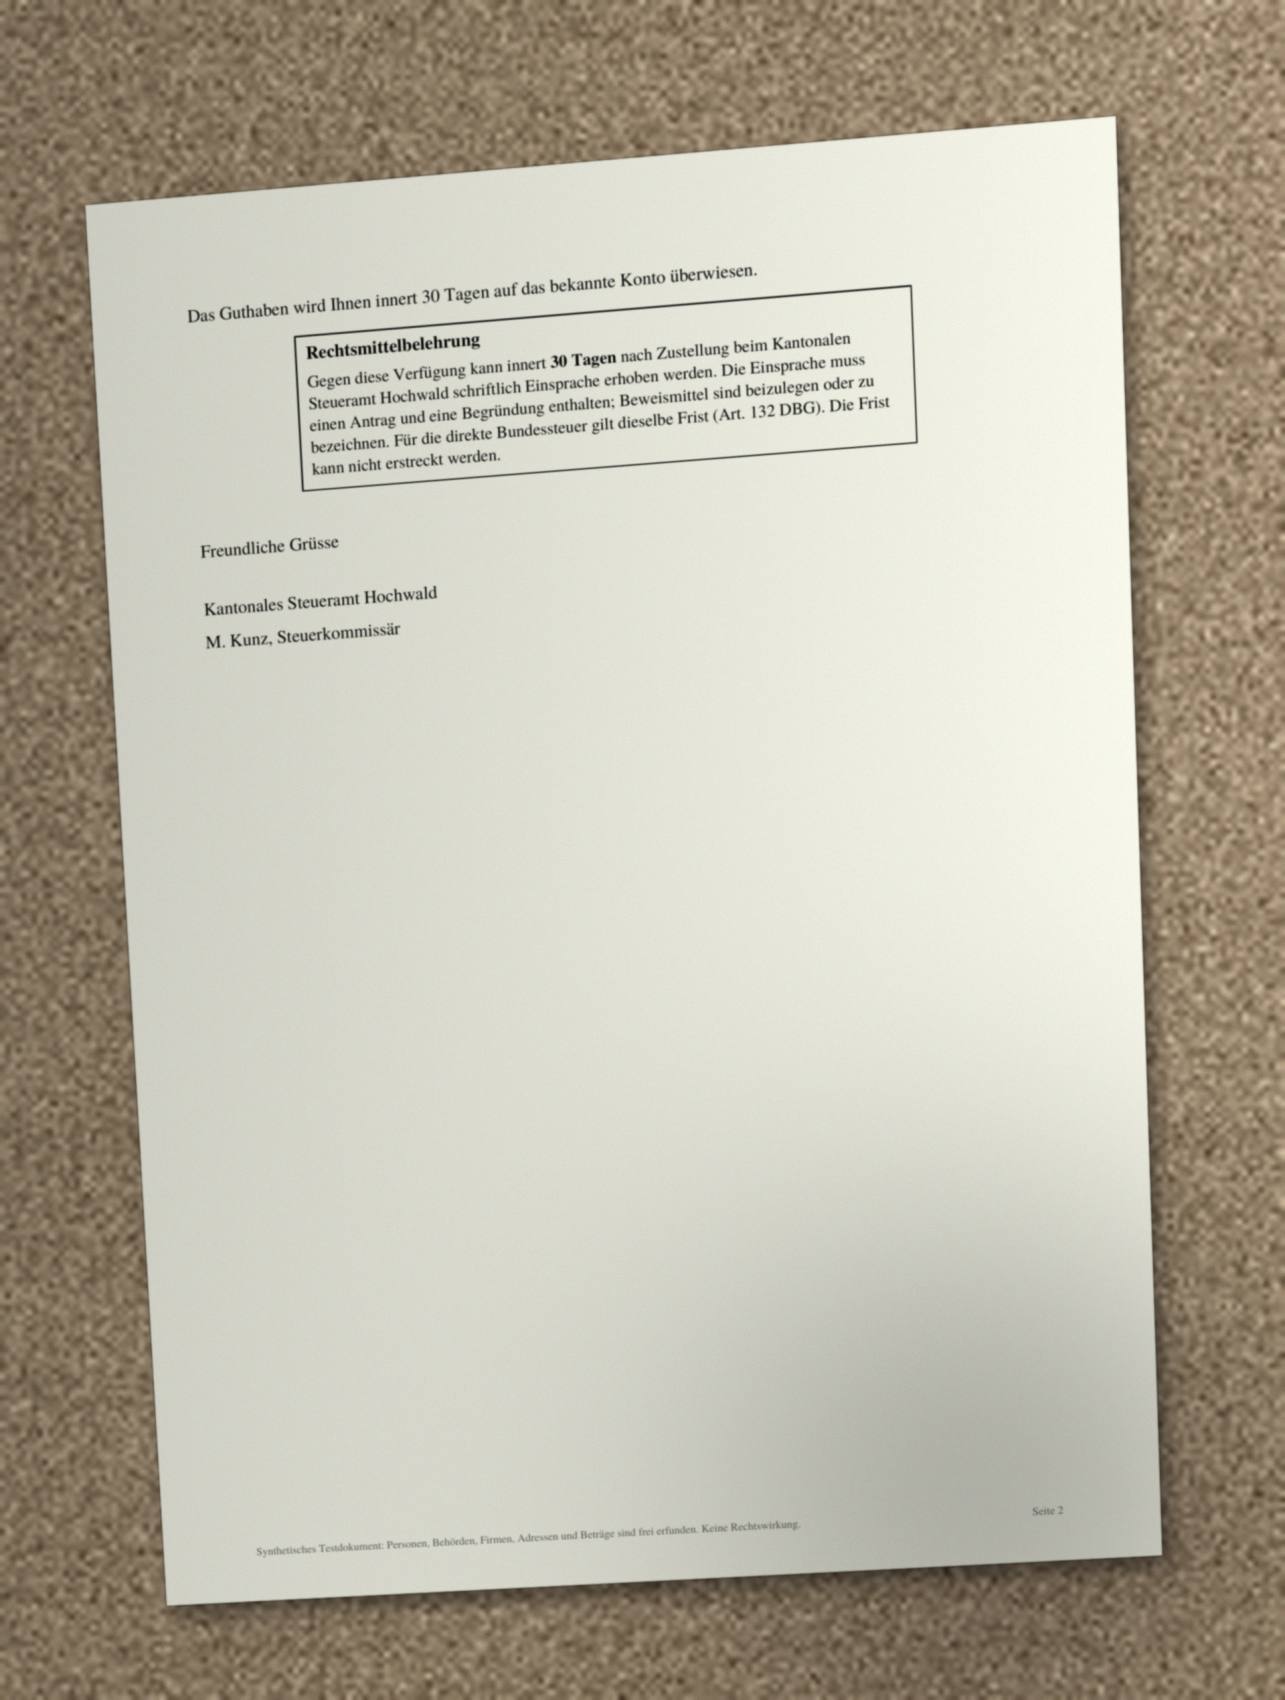 Das Guthaben wird Ihnen innert 30 Tagen auf das bekannte Konto überwiesen.
Rechtsmittelbelehrung
Gegen diese Verfügung kann innert 30 Tagen nach Zustellung beim Kantonalen
Steueramt Hochwald schriftlich Einsprache erhoben werden. Die Einsprache muss
einen Antrag und eine Begründung enthalten; Beweismittel sind beizulegen oder zu
bezeichnen. Für die direkte Bundessteuer gilt dieselbe Frist (Art. 132 DBG). Die Frist
kann nicht erstreckt werden.
Freundliche Grüsse
Kantonales Steueramt Hochwald
M. Kunz, Steuerkommissär
Synthetisches Testdokument: Personen, Behörden, Firmen, Adressen und Beträge sind frei erfunden. Keine Rechtswirkung.
Seite 2